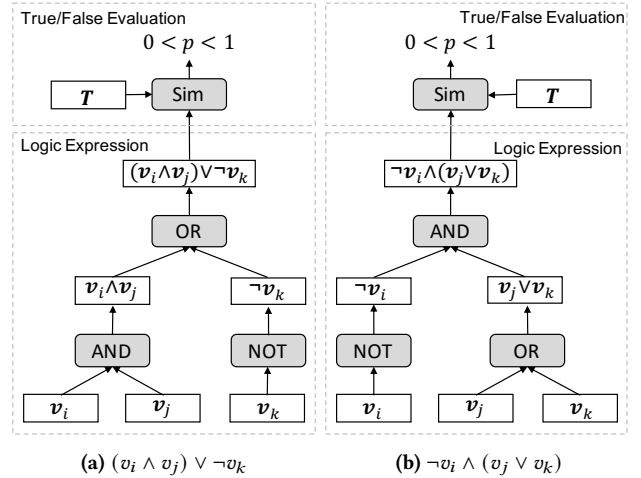 True/False Evaluation
0 < p < 1
T
Sim
Logic Expression
(v_i∧v_j)∨¬v_k
OR
v_i∧v_j
¬v_k
AND
NOT
v_i
v_j
v_k
(a) (v_i ∧ v_j) ∨ ¬v_k
True/False Evaluation
0 < p < 1
Sim
T
Logic Expression
¬v_i∧(v_j∨v_k)
AND
¬v_i
v_j∨v_k
NOT
OR
v_i
v_j
v_k
(b) ¬v_i ∧ (v_j ∨ v_k)